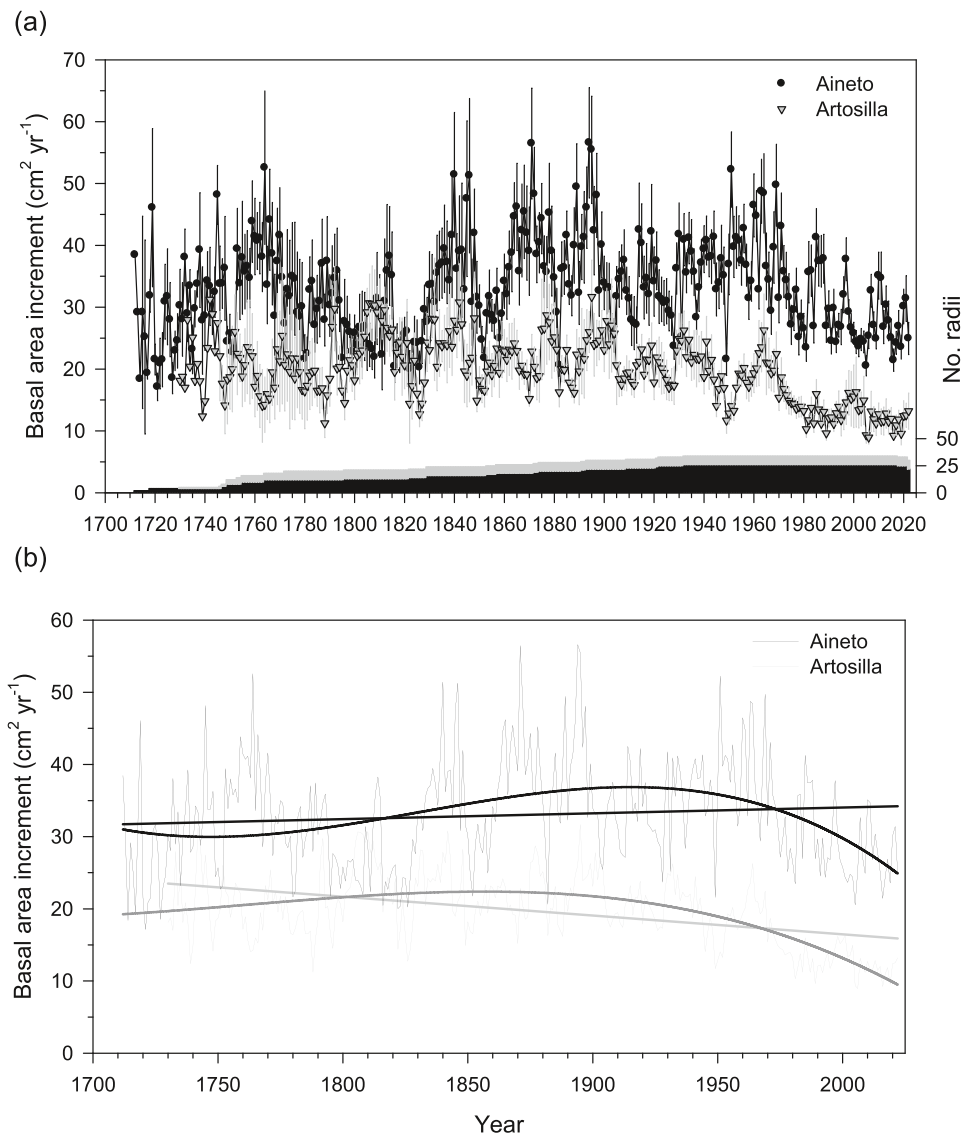 (a)
70
60
50
40
30
20
10
0
Basal area increment (cm² yr⁻¹)
Aineto
Artosilla
50
25
0
No. radii
1700 1720 1740 1760 1780 1800 1820 1840 1860 1880 1900 1920 1940 1960 1980 2000 2020
(b)
60
50
40
30
20
10
0
Basal area increment (cm² yr⁻¹)
Aineto
Artosilla
1700 1750 1800 1850 1900 1950 2000
Year